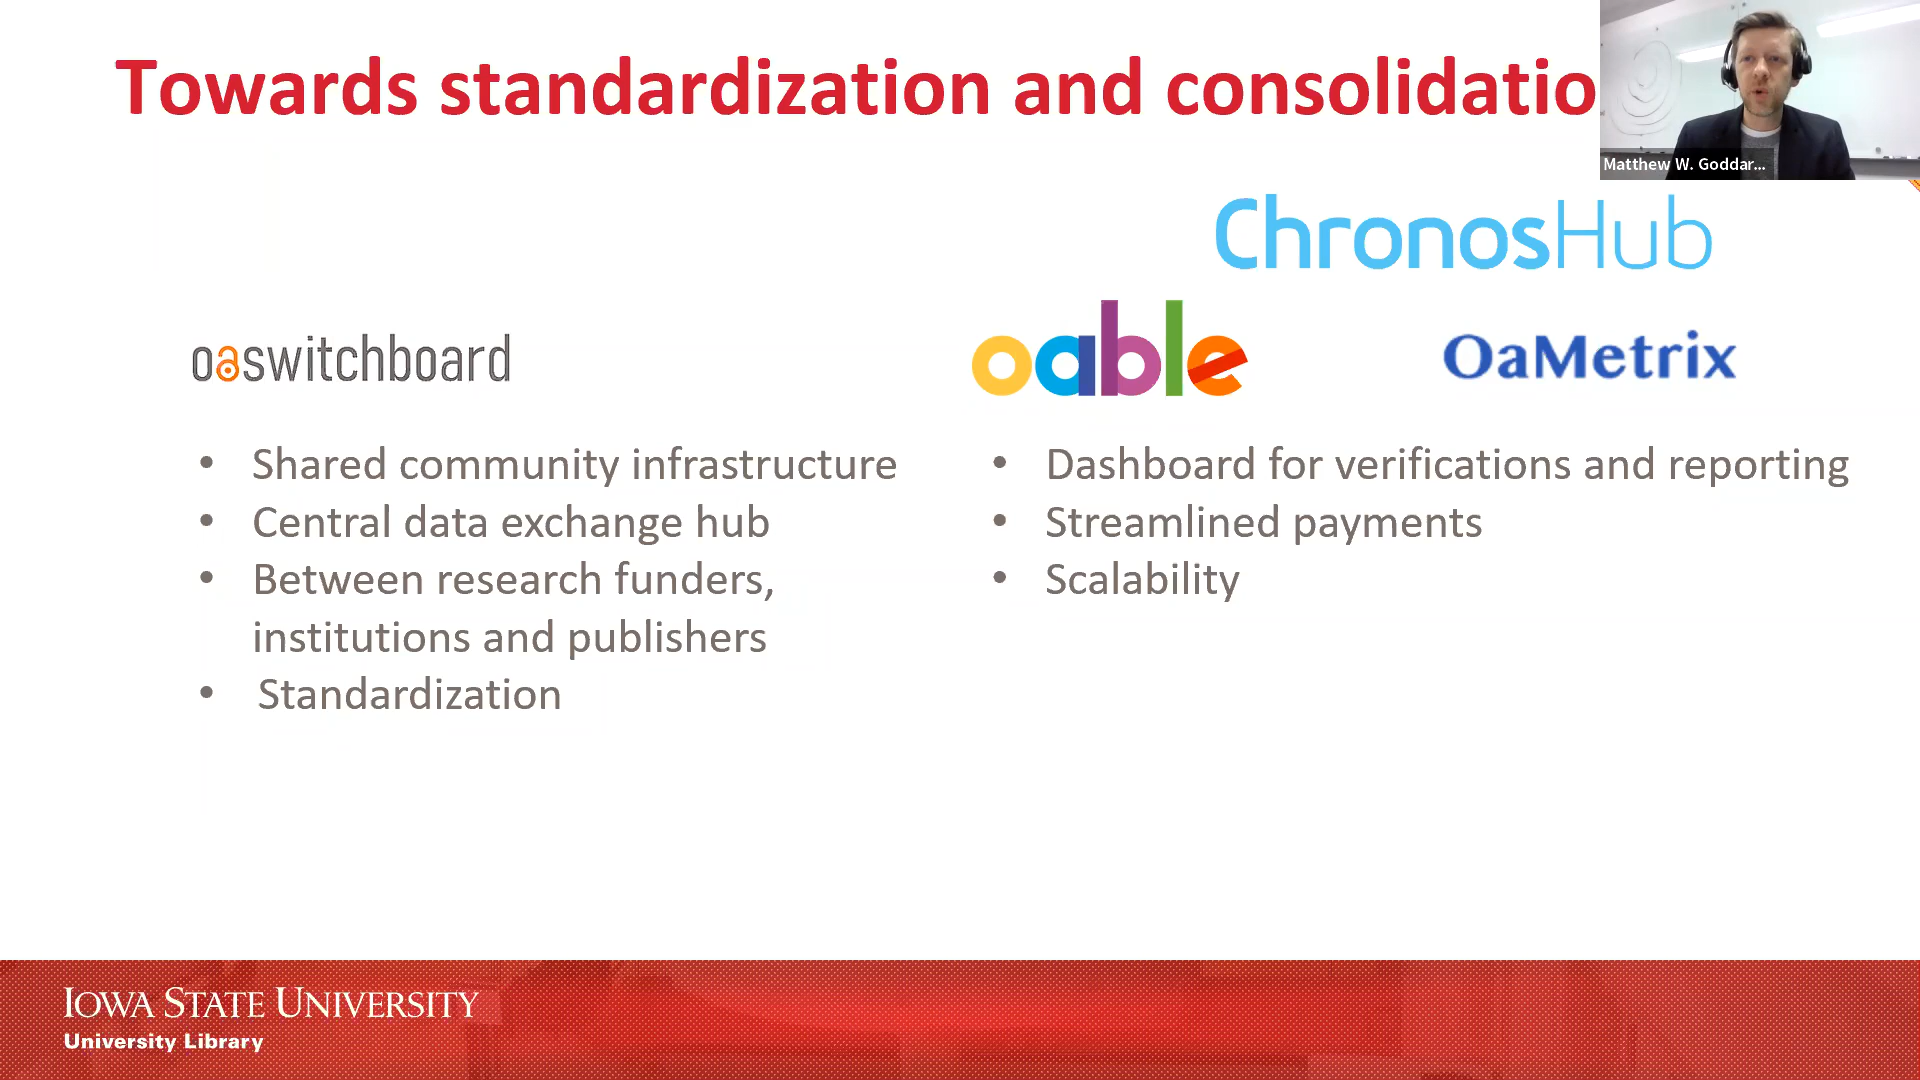 Towards standardization and consolidatio
Matthew W. Goddar...
ChronosHub
oaswitchboard
oable
OaMetrix
• Shared community infrastructure
• Central data exchange hub
• Between research funders,
institutions and publishers
• Standardization
• Dashboard for verifications and reporting
• Streamlined payments
• Scalability
IOWA STATE UNIVERSITY
University Library